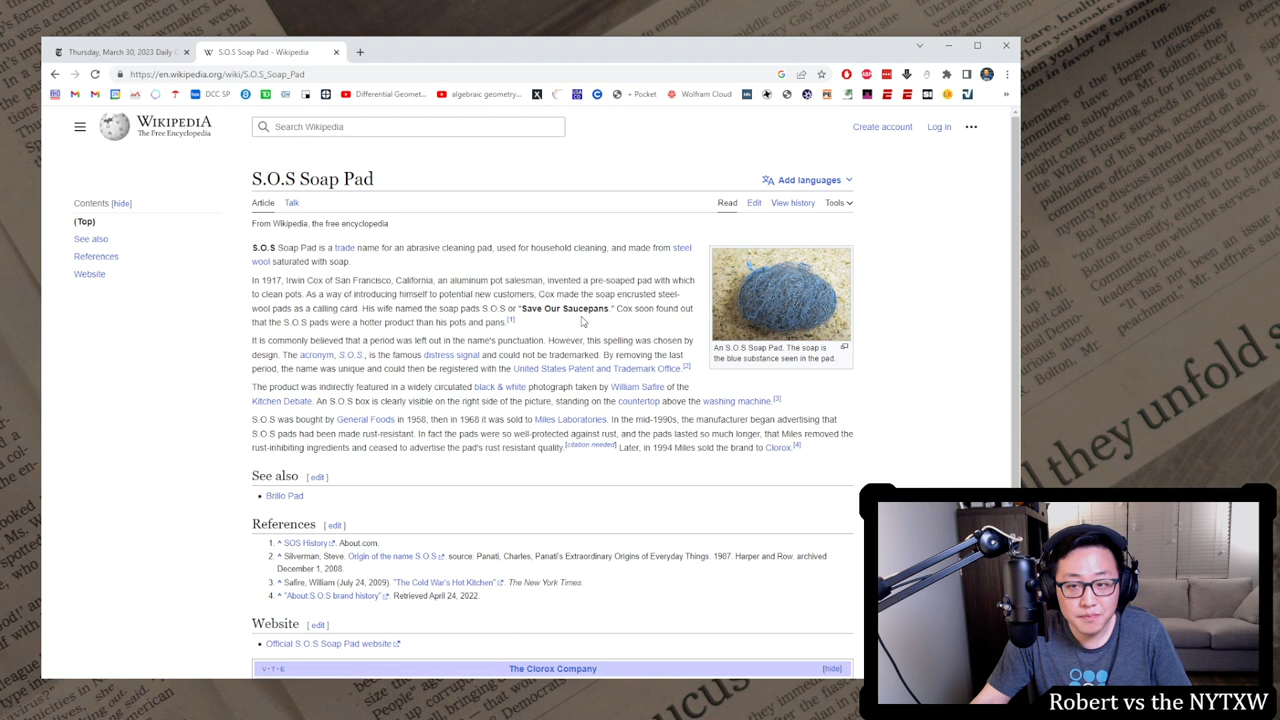 Thursday, March 30, 2023 Daily
S.O.S Soap Pad - Wikipedia
https://en.wikipedia.org/wiki/S.O.S_Soap_Pad
DCC SP
Differential Geomet...
algebraic geometry...
+ Pocket
Wolfram Cloud
WIKIPEDIA
The Free Encyclopedia
Search Wikipedia
Create account
Log in
S.O.S Soap Pad
Add languages
Contents [hide]
Article
Talk
Read
Edit
View history
Tools
(Top)
From Wikipedia, the free encyclopedia
See also
References
Website
S.O.S Soap Pad is a trade name for an abrasive cleaning pad, used for household cleaning, and made from steel
wool saturated with soap.
In 1917, Irwin Cox of San Francisco, California, an aluminum pot salesman, invented a pre-soaped pad with which
to clean pots. As a way of introducing himself to potential new customers, Cox made the soap encrusted steel-
wool pads as a calling card. His wife named the soap pads S.O.S or "Save Our Saucepans." Cox soon found out
that the S.O.S pads were a hotter product than his pots and pans.[1]
An S.O.S Soap Pad. The soap is
the blue substance seen in the pad.
It is commonly believed that a period was left out in the name's punctuation. However, this spelling was chosen by
design. The acronym, S.O.S., is the famous distress signal and could not be trademarked. By removing the last
period, the name was unique and could then be registered with the United States Patent and Trademark Office.[2]
The product was indirectly featured in a widely circulated black & white photograph taken by William Safire of the
Kitchen Debate. An S.O.S box is clearly visible on the right side of the picture, standing on the countertop above the washing machine.[3]
S.O.S was bought by General Foods in 1958, then in 1968 it was sold to Miles Laboratories. In the mid-1990s, the manufacturer began advertising that
S.O.S pads had been made rust-resistant. In fact the pads were so well-protected against rust, and the pads lasted so much longer, that Miles removed the
rust-inhibiting ingredients and ceased to advertise the pad's rust resistant quality.[citation needed] Later, in 1994 Miles sold the brand to Clorox.[4]
See also [ edit ]
• Brillo Pad
References [ edit ]
1. ^ SOS History. About.com.
2. ^ Silverman, Steve. Origin of the name S.O.S. source: Panati, Charles, Panati's Extraordinary Origins of Everyday Things. 1987. Harper and Row. archived
December 1, 2008.
3. ^ Safire, William (July 24, 2009). "The Cold War's Hot Kitchen". The New York Times.
4. ^ "About:S.O.S brand history". Retrieved April 24, 2022.
Website [ edit ]
• Official S.O.S Soap Pad website
V·T·E
The Clorox Company
[hide]
they unfolds
Robert vs the NYTXW